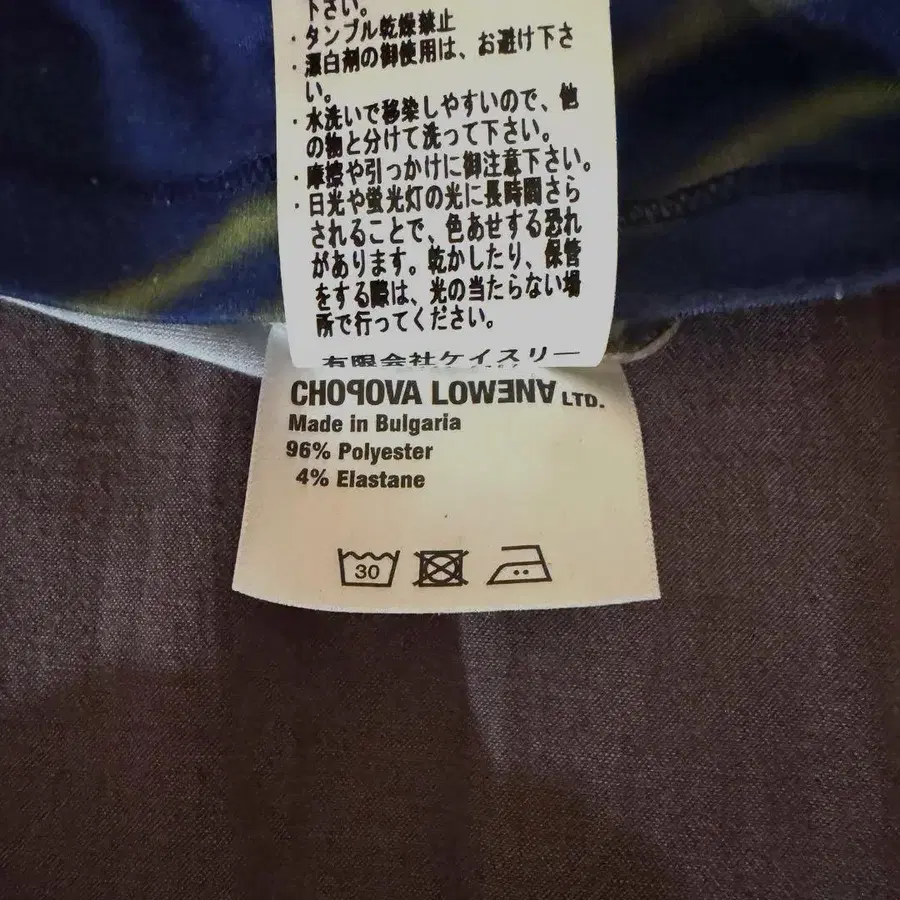 下さい。
・タンブル乾燥禁止
・漂白剤の御使用は、お避け下さ
い。
・水洗いで移染しやすいので、他
の物と分けて洗って下さい。
・摩擦や引っかけに御注意下さい。
・日光や蛍光灯の光に長時間さら
されることで、色あせする恐れ
があります。乾かしたり、保管
をする際は、光の当たらない場
所で行ってください。
有限会社ケイスリー
CHOPOVA LOWENA LTD.
Made in Bulgaria
96% Polyester
4% Elastane
30